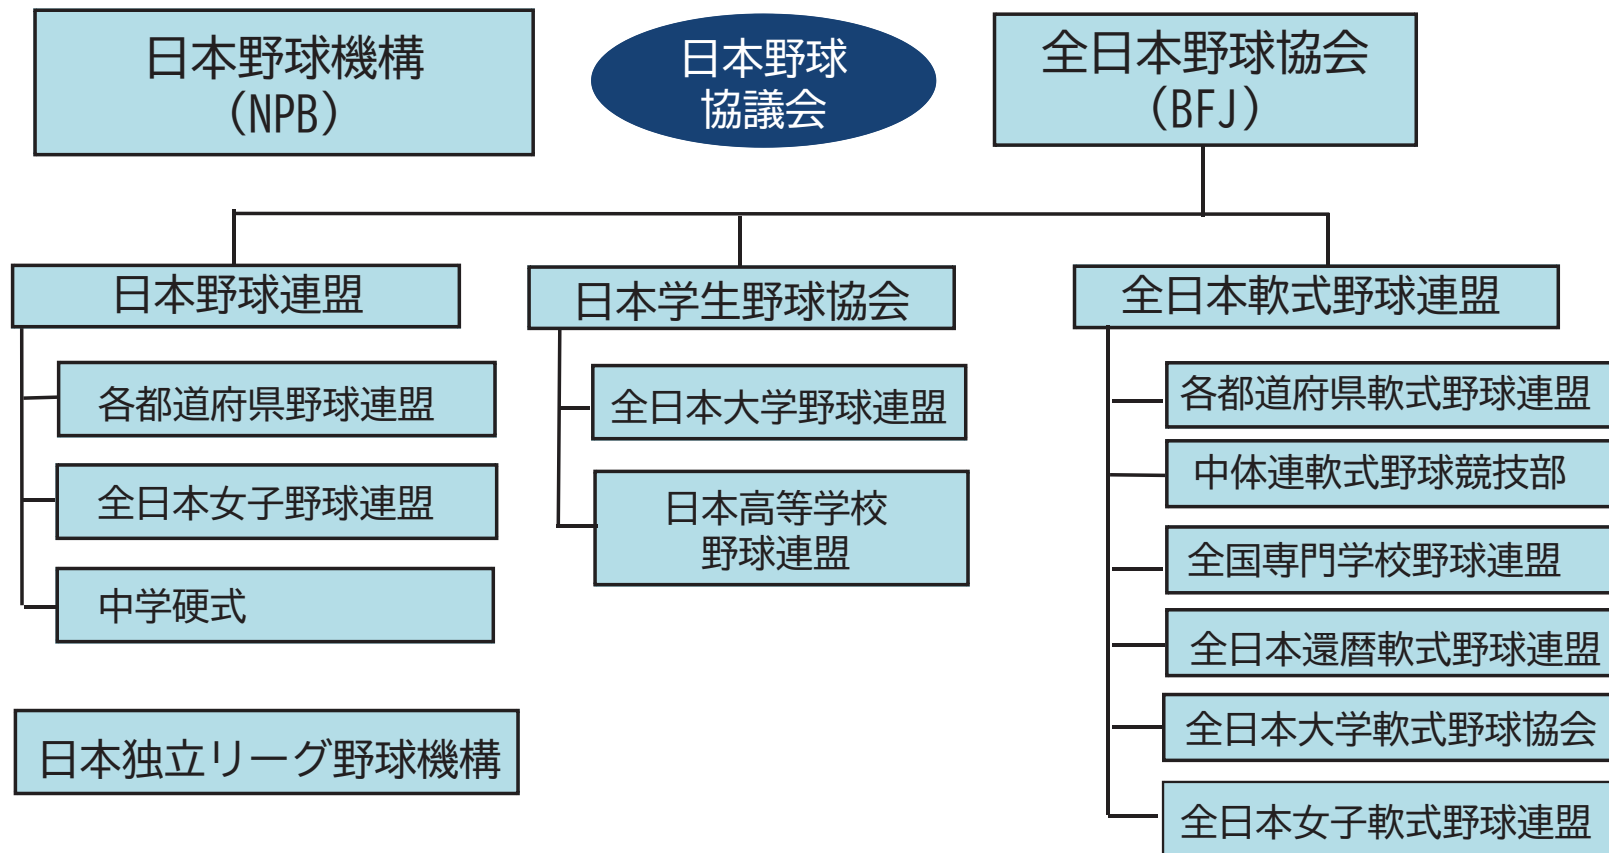 日本野球機構
（NPB）
日本野球
協議会
全日本野球協会
（BFJ）
日本野球連盟
各都道府県野球連盟
全日本女子野球連盟
中学硬式
日本学生野球協会
全日本大学野球連盟
日本高等学校
野球連盟
全日本軟式野球連盟
各都道府県軟式野球連盟
中体連軟式野球競技部
全国専門学校野球連盟
全日本還暦軟式野球連盟
全日本大学軟式野球協会
全日本女子軟式野球連盟
日本独立リーグ野球機構